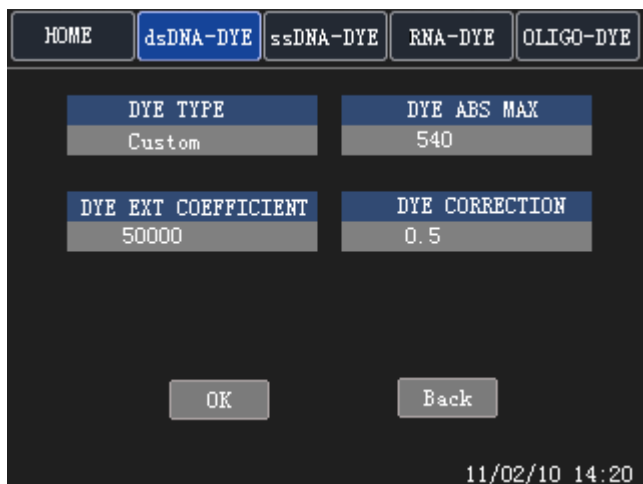 HOME dsDNA-DYE ssDNA-DYE RNA-DYE OLIGO-DYE
DYE TYPE DYE ABS MAX
Custom 540
DYE EXT COEFFICIENT DYE CORRECTION
50000 0.5
OK Back
11/02/10 14:20